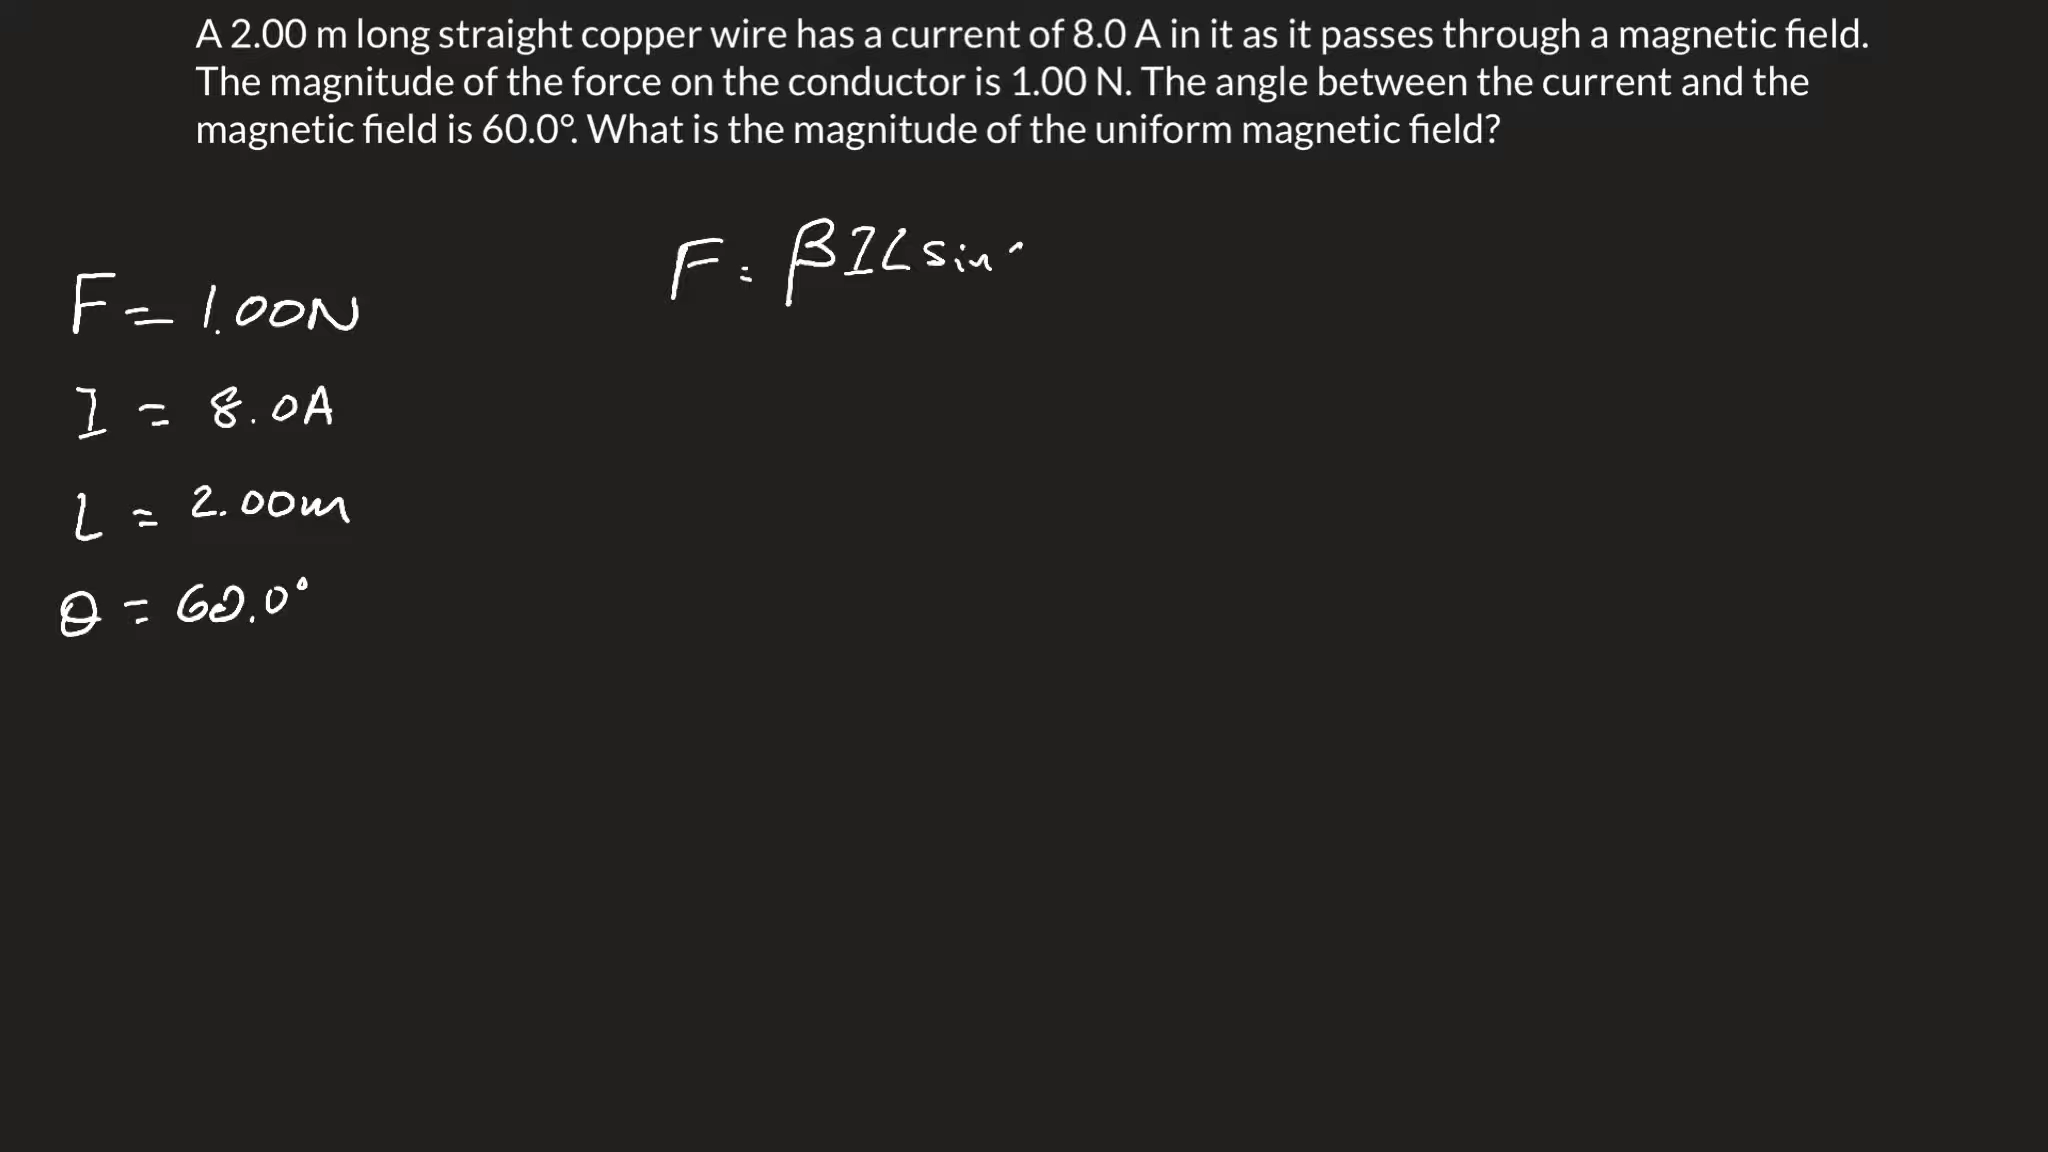 A 2.00 m long straight copper wire has a current of 8.0 A in it as it passes through a magnetic field.
The magnitude of the force on the conductor is 1.00 N. The angle between the current and the
magnetic field is 60.0º. What is the magnitude of the uniform magnetic field?
F = βIL sin
F = 1.00N
I = 8.0A
L = 2.00m
θ = 60.0°